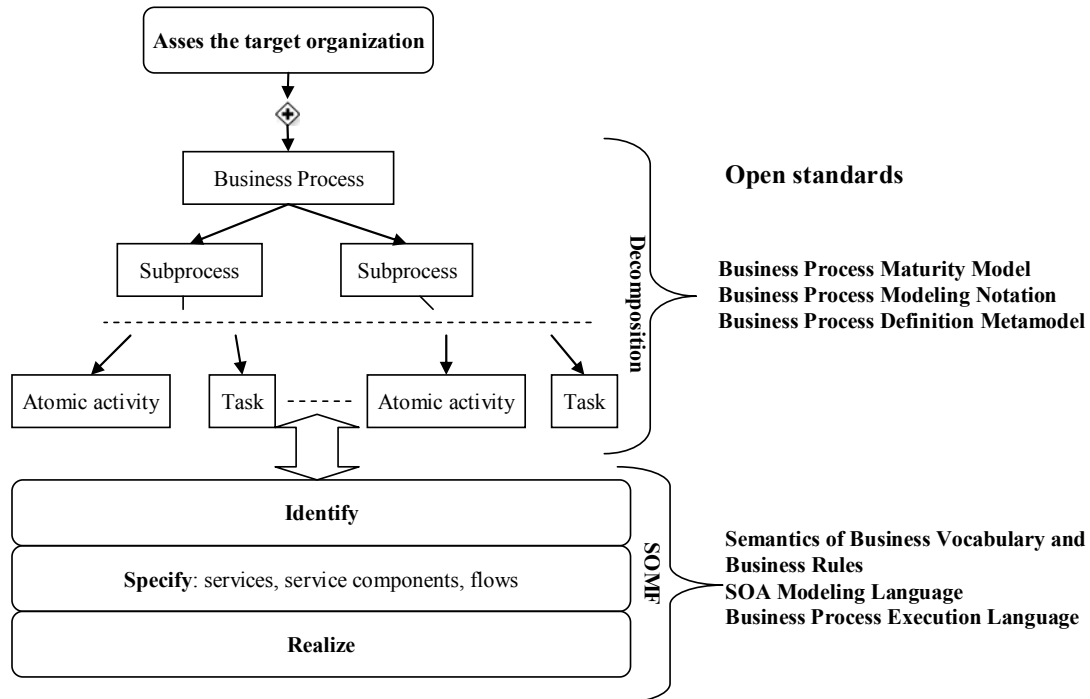 Asses the target organization
Business Process
Open standards
Subprocess
Subprocess
Decomposition
Business Process Maturity Model
Business Process Modeling Notation
Business Process Definition Metamodel
Atomic activity
Task
Atomic activity
Task
Identify
Specify: services, service components, flows
Realize
SOMF
Semantics of Business Vocabulary and
Business Rules
SOA Modeling Language
Business Process Execution Language